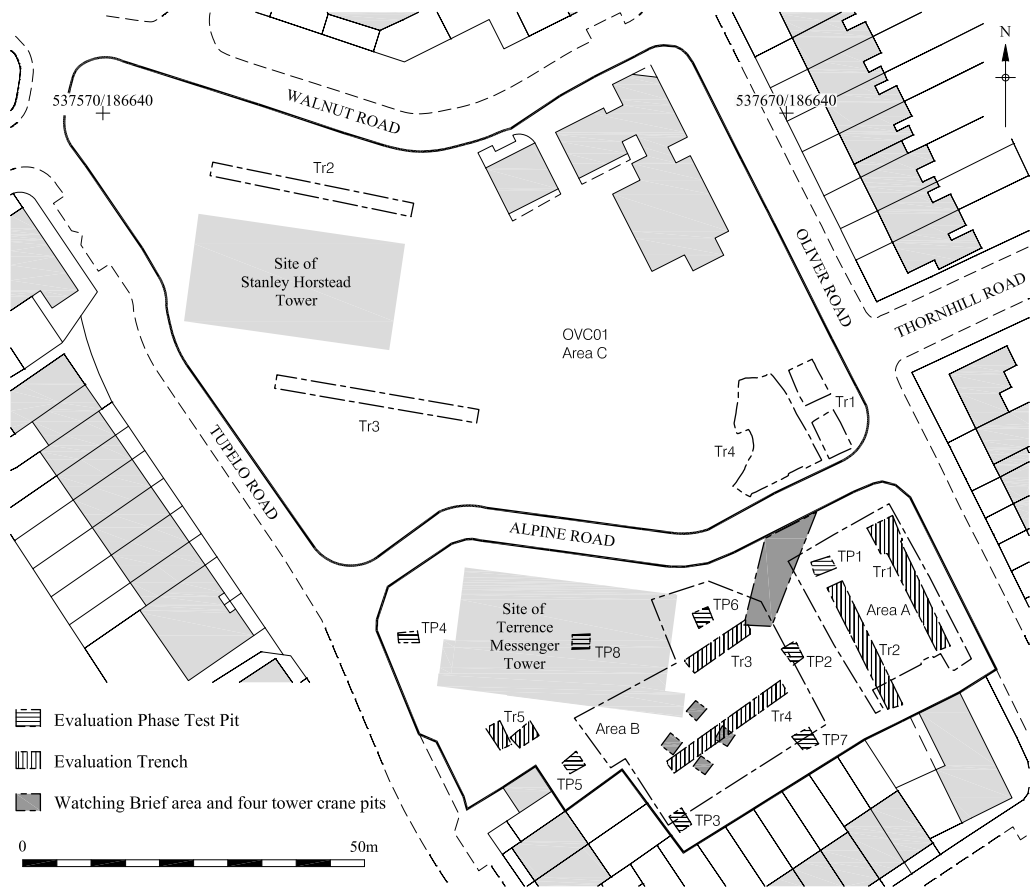 N
537570/186640
537670/186640
WALNUT ROAD
Tr2
OLIVER ROAD
Site of
Stanley Horstead
Tower
THORNHILL ROAD
OVC01
Area C
Tr1
Tr3
Tr4
TUPELO ROAD
ALPINE ROAD
TP1
Tr1
Area A
Site of
Terrence
Messenger
Tower
TP6
TP4
TP8
Tr3
TP2
Tr2
Tr4
Tr5
Area B
TP7
TP5
TP3
Evaluation Phase Test Pit
Evaluation Trench
Watching Brief area and four tower crane pits
0
50m